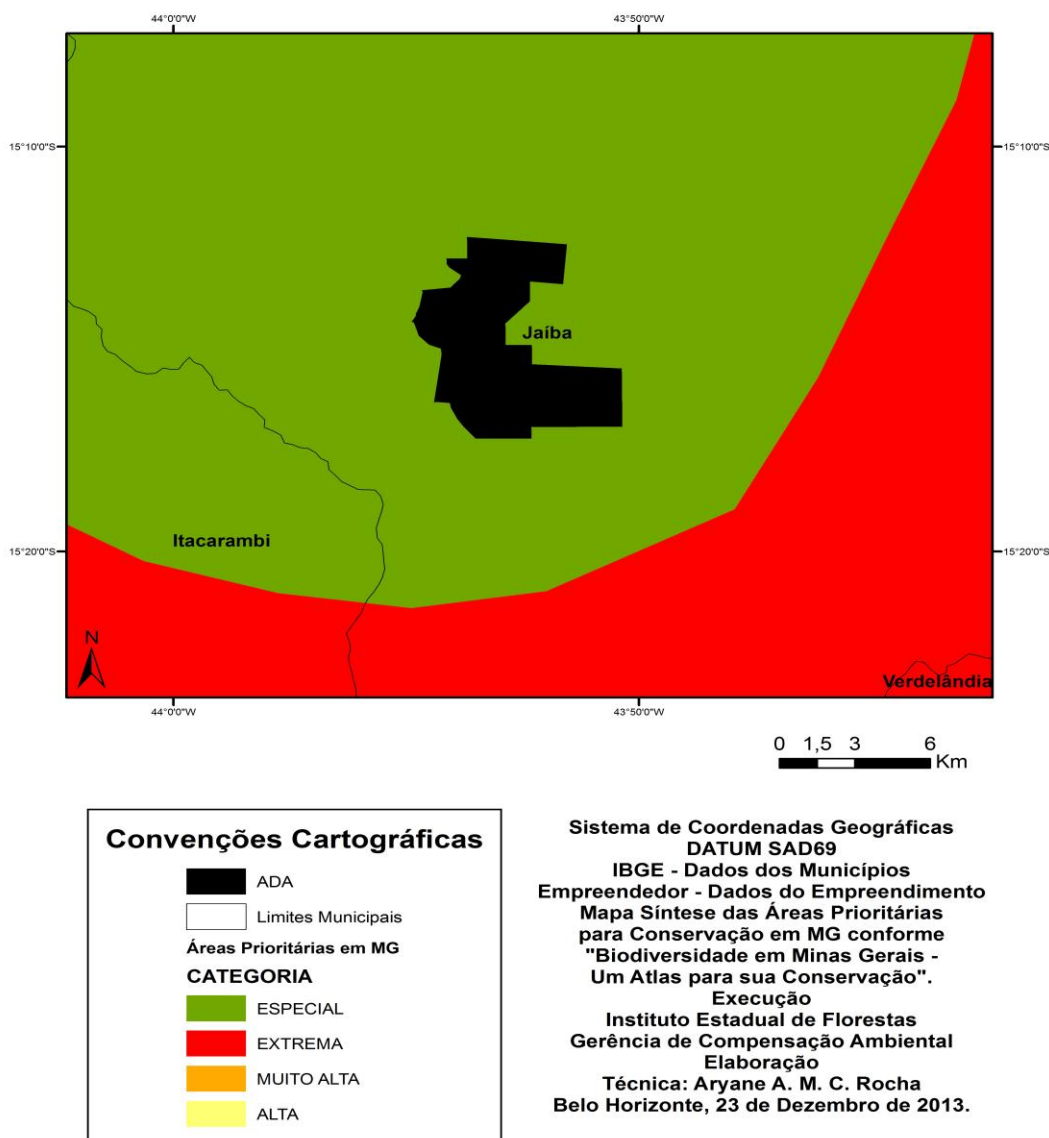 44°0'0"W 43°50'0"W
15°10'0"S 15°10'0"S
Jaíba
Itacarambi
15°20'0"S 15°20'0"S
N
Verdelândia
44°0'0"W 43°50'0"W
0 1,5 3 6
Km
Convenções Cartográficas
ADA
Limites Municipais
Áreas Prioritárias em MG
CATEGORIA
ESPECIAL
EXTREMA
MUITO ALTA
ALTA
Sistema de Coordenadas Geográficas
DATUM SAD69
IBGE - Dados dos Municípios
Empreendedor - Dados do Empreendimento
Mapa Síntese das Áreas Prioritárias
para Conservação em MG conforme
"Biodiversidade em Minas Gerais -
Um Atlas para sua Conservação".
Execução
Instituto Estadual de Florestas
Gerência de Compensação Ambiental
Elaboração
Técnica: Aryane A. M. C. Rocha
Belo Horizonte, 23 de Dezembro de 2013.